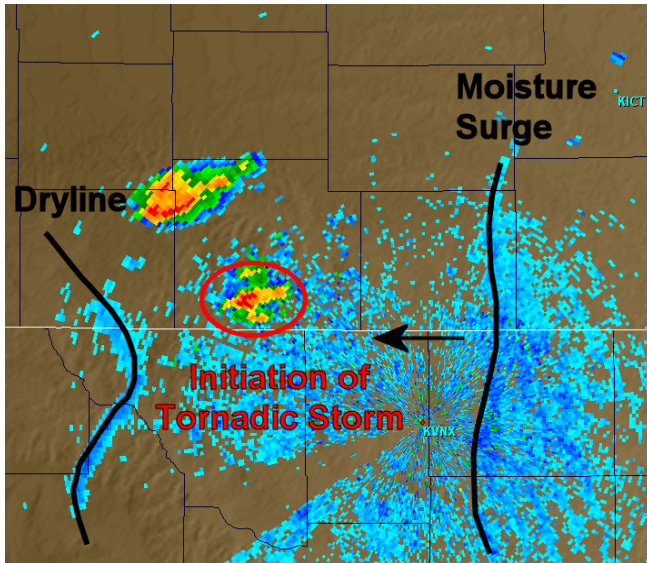 Moisture
Surge
KICT
Dryline
Initiation of
Tornadic Storm
KVNX